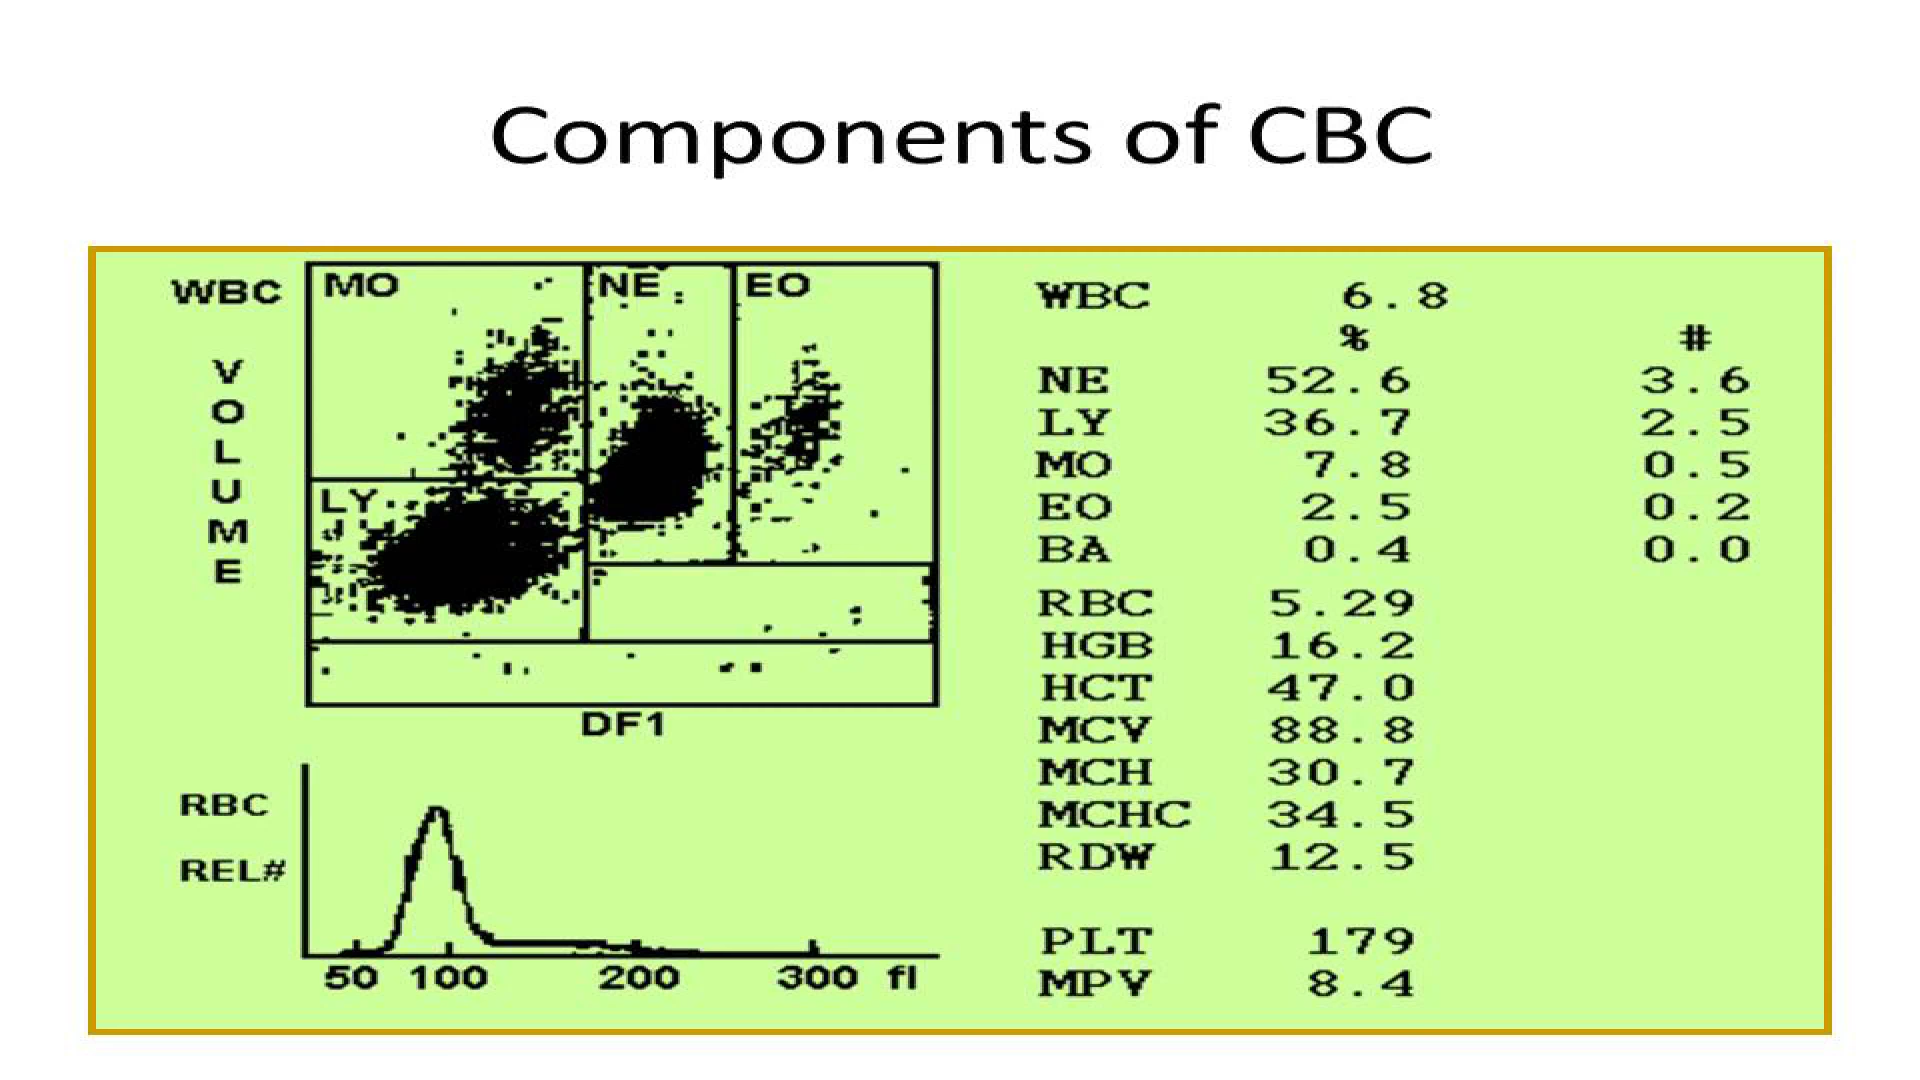 Components of CBC
WBC
VOLUME
MO
NE
EO
LY
DF1
RBC
REL#
50 100 200 300 fl
WBC 6.8
% #
NE 52.6 3.6
LY 36.7 2.5
MO 7.8 0.5
EO 2.5 0.2
BA 0.4 0.0
RBC 5.29
HGB 16.2
HCT 47.0
MCV 88.8
MCH 30.7
MCHC 34.5
RDW 12.5
PLT 179
MPV 8.4